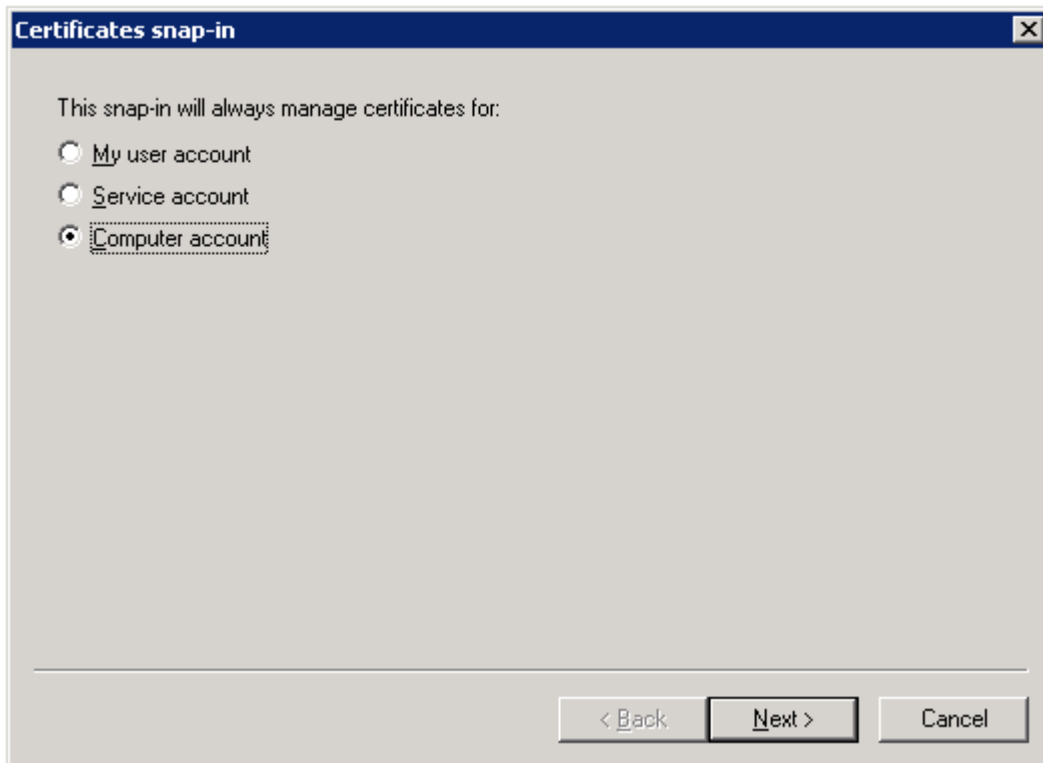 Certificates snap-in
This snap-in will always manage certificates for:
My user account
Service account
Computer account
< Back Next > Cancel